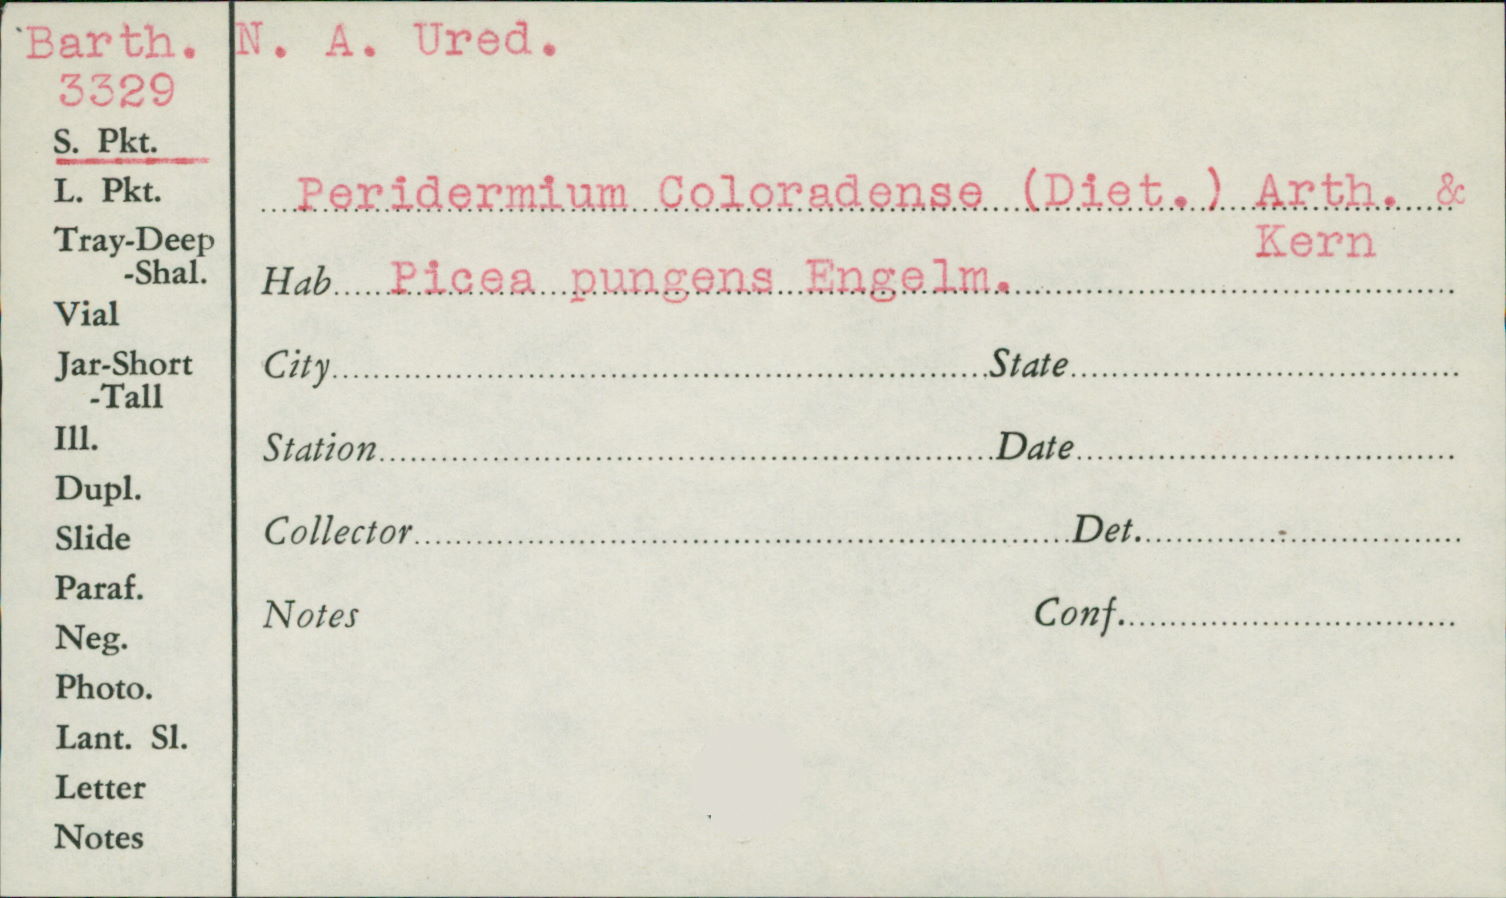 Barth. N. A. Ured.
3329
S. Pkt.
L. Pkt.
Peridermium Coloradense (Diet.) Arth. &
Kern
Tray-Deep
-Shal.
Hab. Picea pungens Engelm.
Vial
Jar-Short
-Tall
City State
Ill.
Station Date
Dupl.
Slide
Collector Det.
Paraf.
Notes Conf.
Neg.
Photo.
Lant. Sl.
Letter
Notes